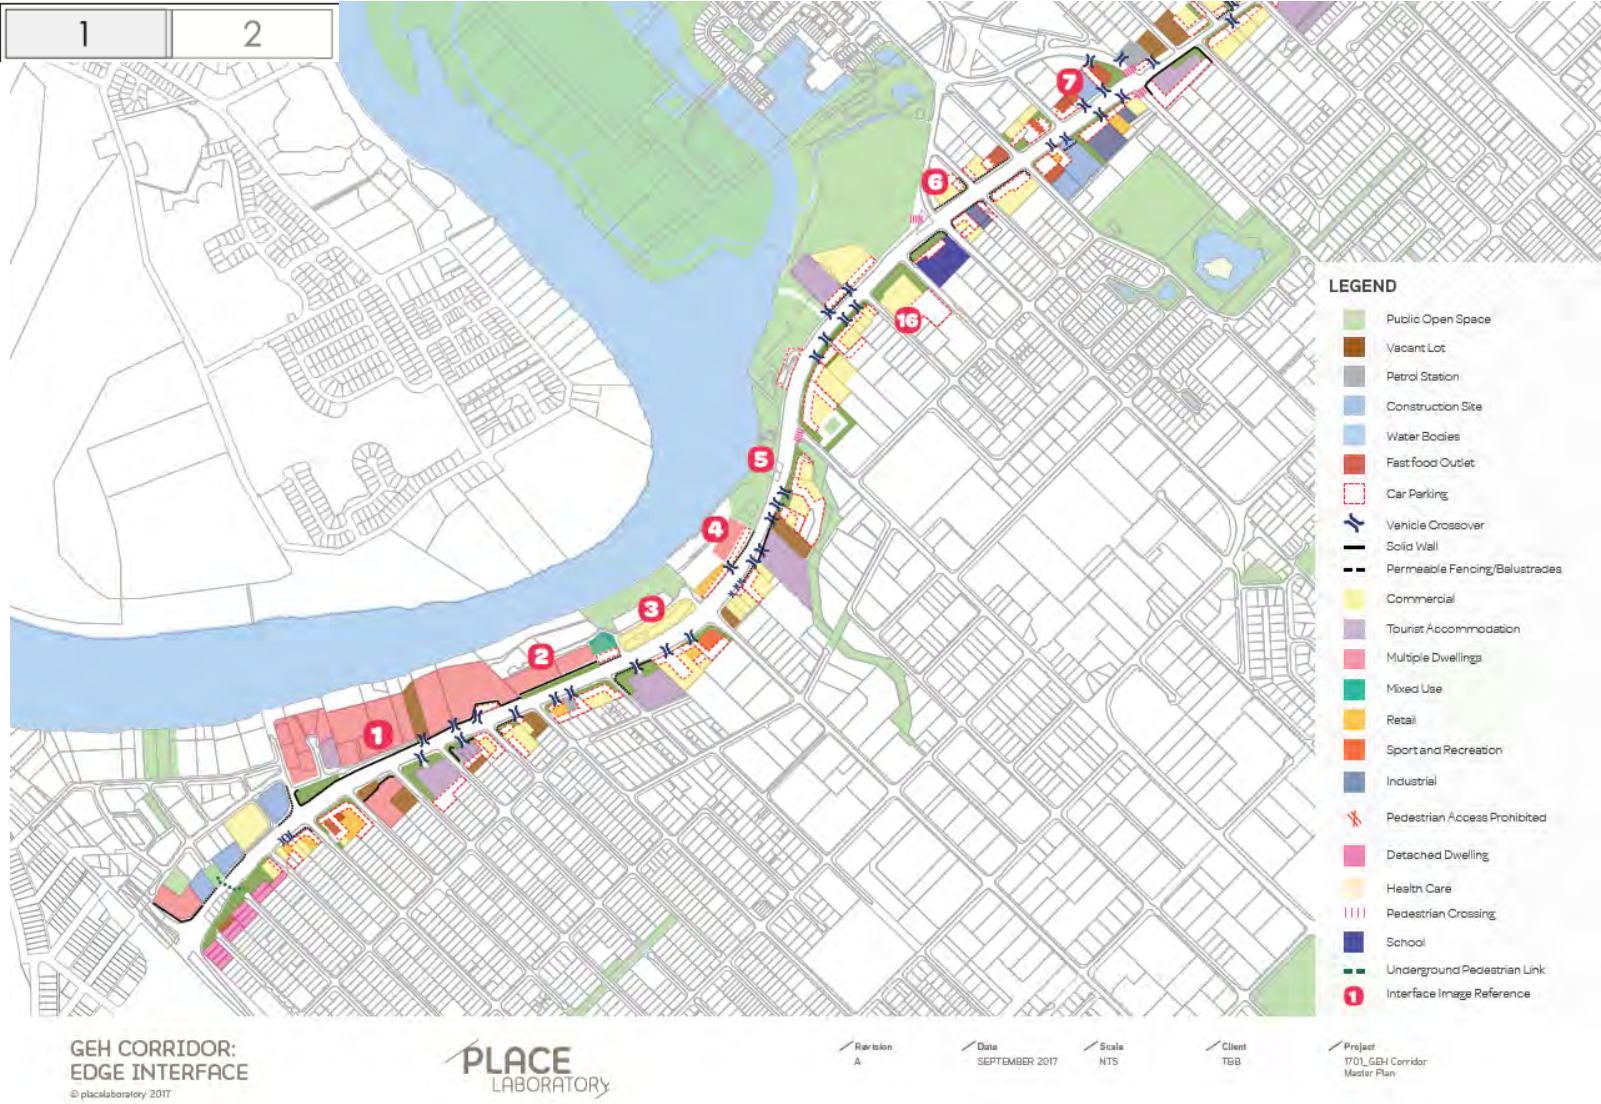 1
2
7
6
16
5
4
3
2
1
LEGEND
Public Open Space
Vacant Lot
Petrol Station
Construction Site
Water Bodies
Fast food Outlet
Car Parking
Vehicle Crossover
Solid Wall
Permeable Fencing/Balustrades
Commercial
Tourist Accommodation
Multiple Dwellings
Mixed Use
Retail
Sport and Recreation
Industrial
Pedestrian Access Prohibited
Detached Dwelling
Health Care
Pedestrian Crossing
School
Underground Pedestrian Link
1 Interface Image Reference
GEH CORRIDOR:
EDGE INTERFACE
© placelaboratory 2017
PLACE
LABORATORY
Revision
A
Date
SEPTEMBER 2017
Scale
NTS
Client
TBB
Project
1701_GEH Corridor
Master Plan